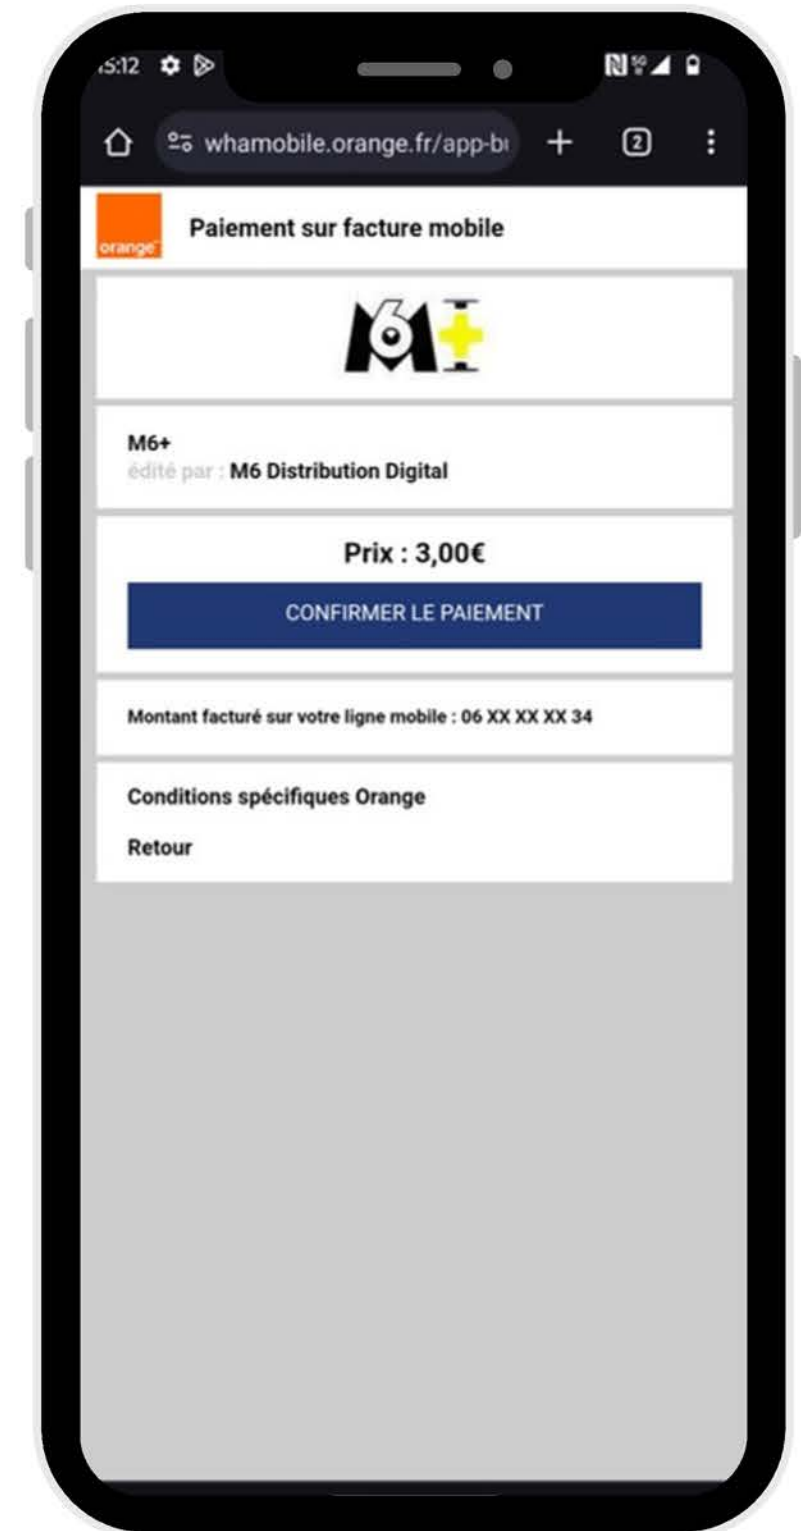 15:12
5G
whamobile.orange.fr/app-b
2
orange
Paiement sur facture mobile
M6+
M6+
édité par : M6 Distribution Digital
Prix : 3,00€
CONFIRMER LE PAIEMENT
Montant facturé sur votre ligne mobile : 06 XX XX XX 34
Conditions spécifiques Orange
Retour